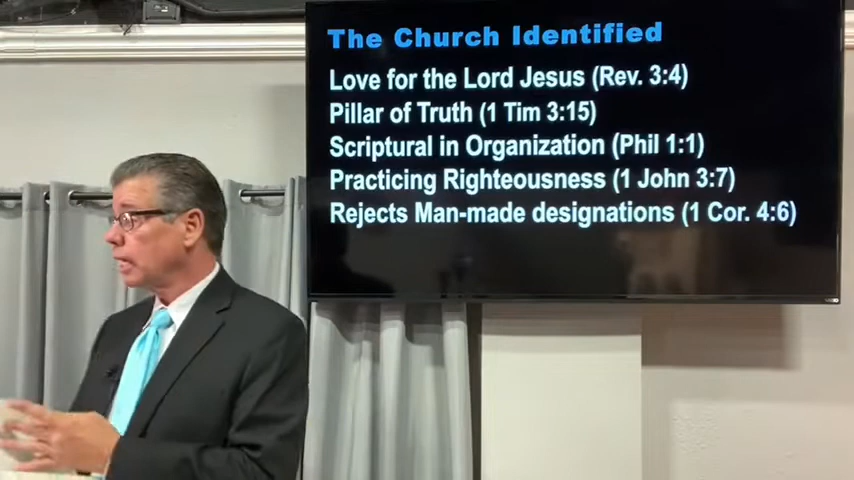 The Church Identified
Love for the Lord Jesus (Rev. 3:4)
Pillar of Truth (1 Tim 3:15)
Scriptural in Organization (Phil 1:1)
Practicing Righteousness (1 John 3:7)
Rejects Man-made designations (1 Cor. 4:6)